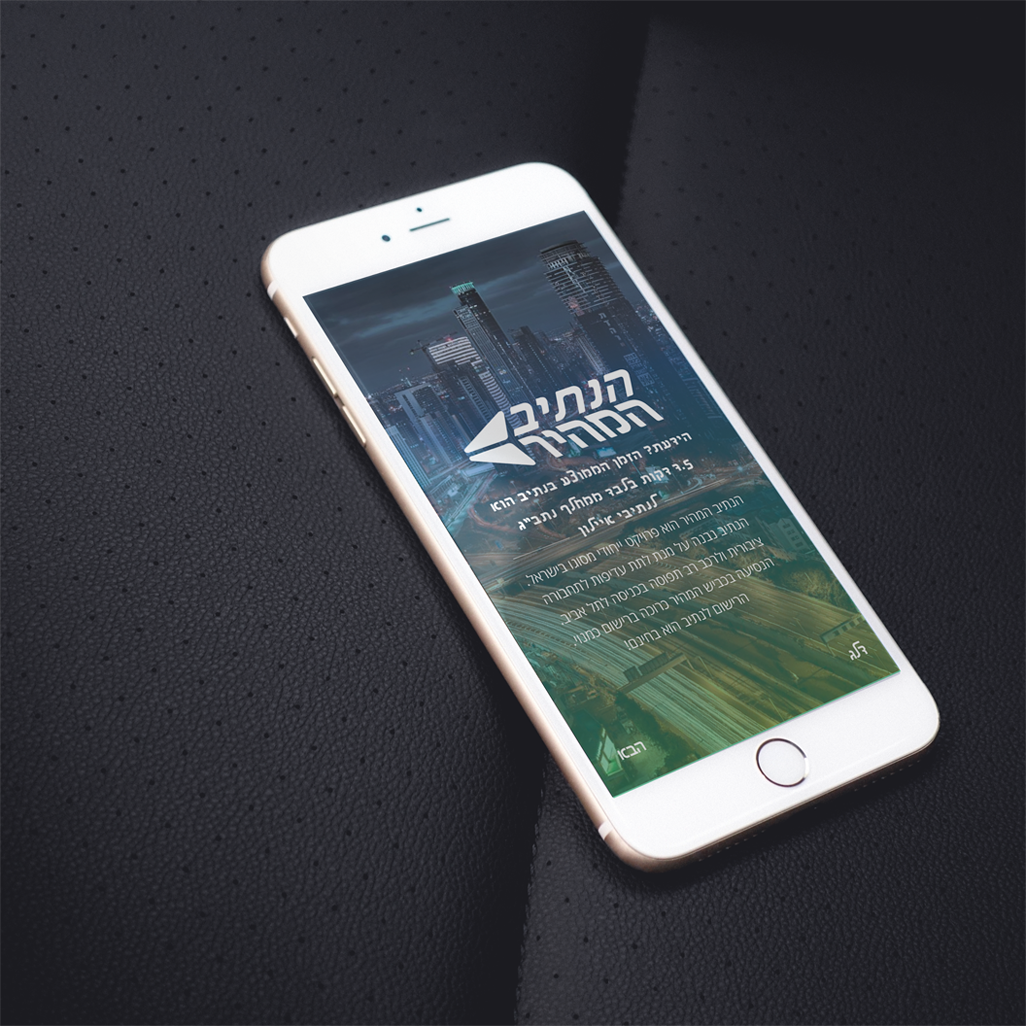 הנתיב
המהיר
הידעת? הזמן הממוצע בנתיב הוא
7.5 דקות בלבד ממחלף נתב״ג
לנתיבי איילון
הנתיב המהיר הוא פרויקט ייחודי מסוגו בישראל.
הנתיב נבנה על מנת לתת עדיפות לתחבורה
ציבורית ולרכב רב תפוסה בכניסה לתל אביב.
הנסיעה בכביש המהיר כרוכה ברישום כמנוי.
הרישום לנתיב הוא בחינם!
דלג
הבא